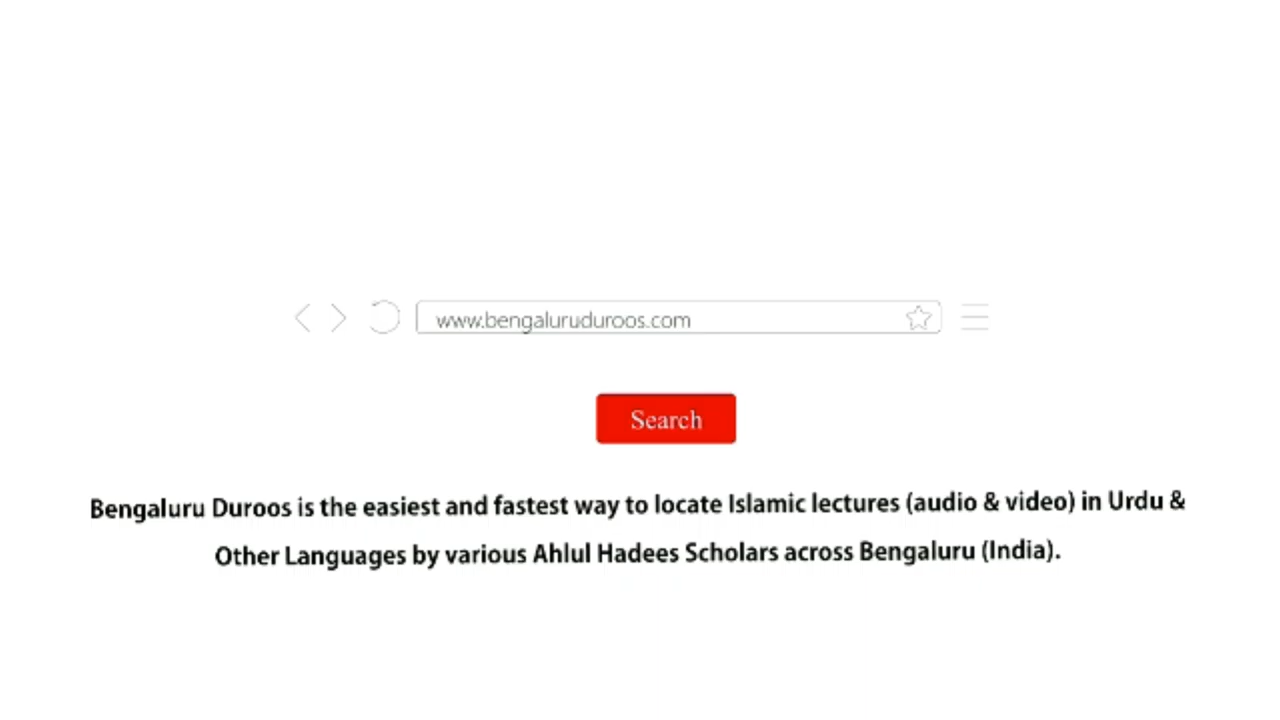 www.bengaluruduroos.com
Search
Bengaluru Duroos is the easiest and fastest way to locate Islamic lectures (audio & video) in Urdu &
Other Languages by various Ahlul Hadees Scholars across Bengaluru (India).